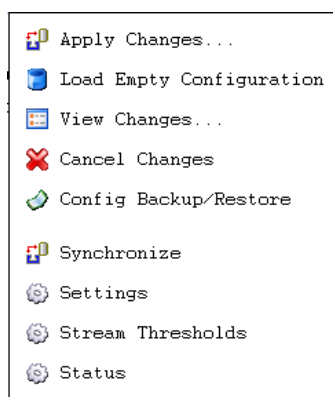 Apply Changes...
Load Empty Configuration
View Changes...
Cancel Changes
Config Backup/Restore
Synchronize
Settings
Stream Thresholds
Status